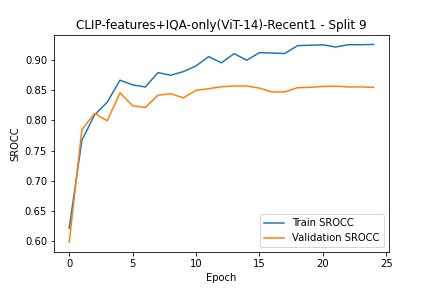 CLIP-features+IQA-only(ViT-14)-Recent1 - Split 9
SROCC
0.90
0.85
0.80
0.75
0.70
0.65
0.60
Train SROCC
Validation SROCC
0 5 10 15 20 25
Epoch